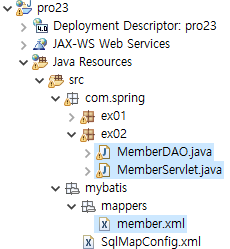 pro23
Deployment Descriptor: pro23
JAX-WS Web Services
Java Resources
src
com.spring
ex01
ex02
MemberDAO.java
MemberServlet.java
mybatis
mappers
member.xml
SqlMapConfig.xml